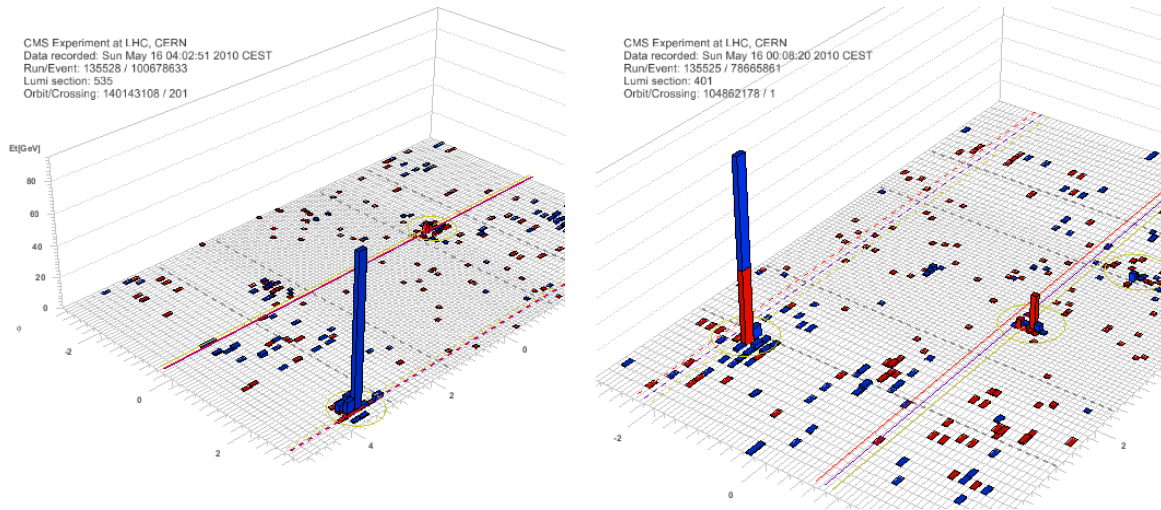 CMS Experiment at LHC, CERN
Data recorded: Sun May 16 04:02:51 2010 CEST
Run/Event: 135528 / 100678633
Lumi section: 535
Orbit/Crossing: 140143108 / 201
Et[GeV]
80
60
40
20
0
-2
0
2
4
2
0
CMS Experiment at LHC, CERN
Data recorded: Sun May 16 00:08:20 2010 CEST
Run/Event: 135525 / 78665861
Lumi section: 401
Orbit/Crossing: 104862178 / 1
-2
0
2